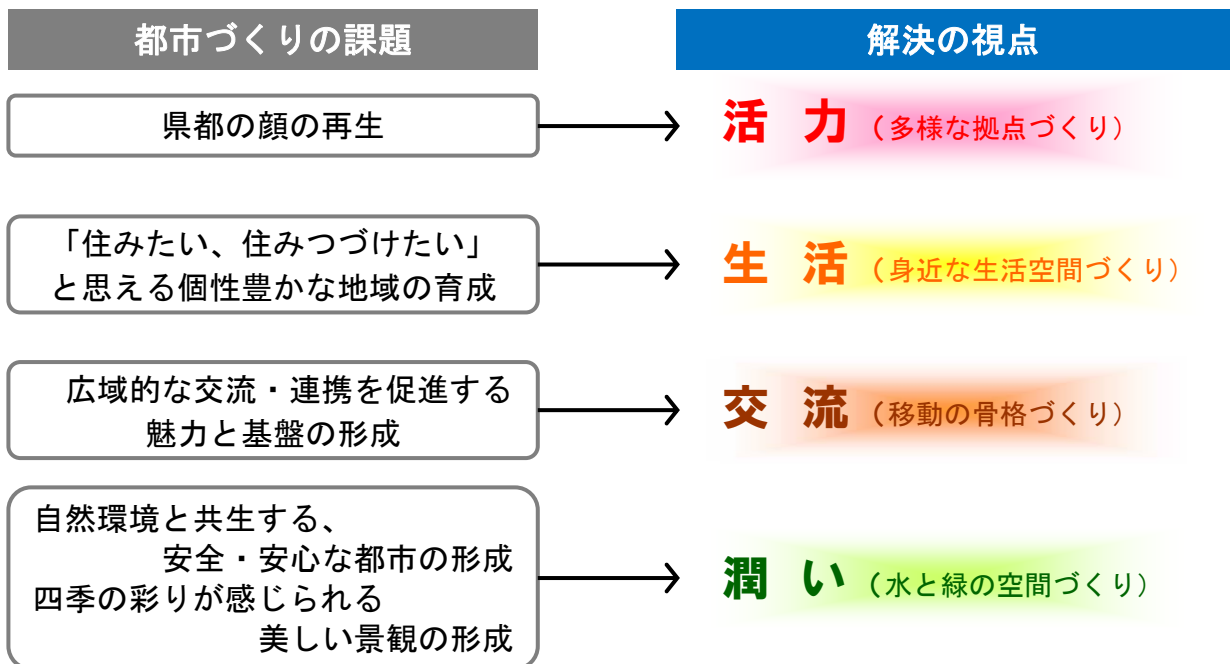 都市づくりの課題
解決の視点
県都の顔の再生
活 力（多様な拠点づくり）
「住みたい、住みつづけたい」
と思える個性豊かな地域の育成
生 活（身近な生活空間づくり）
広域的な交流・連携を促進する
魅力と基盤の形成
交 流（移動の骨格づくり）
自然環境と共生する、
安全・安心な都市の形成
四季の彩りが感じられる
美しい景観の形成
潤 い（水と緑の空間づくり）